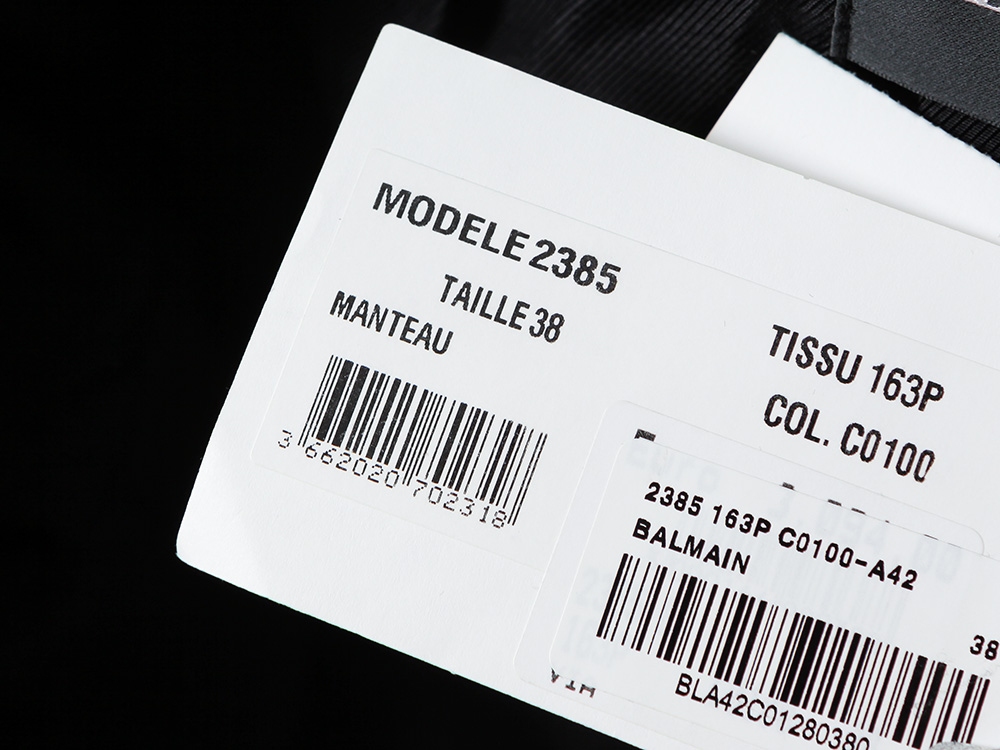 MODELE 2385
TAILLE 38
MANTEAU
3 662020 702318
TISSU 163P
COL. C0100
2385 163P C0100-A42
BALMAIN
38
BLA42C01280380